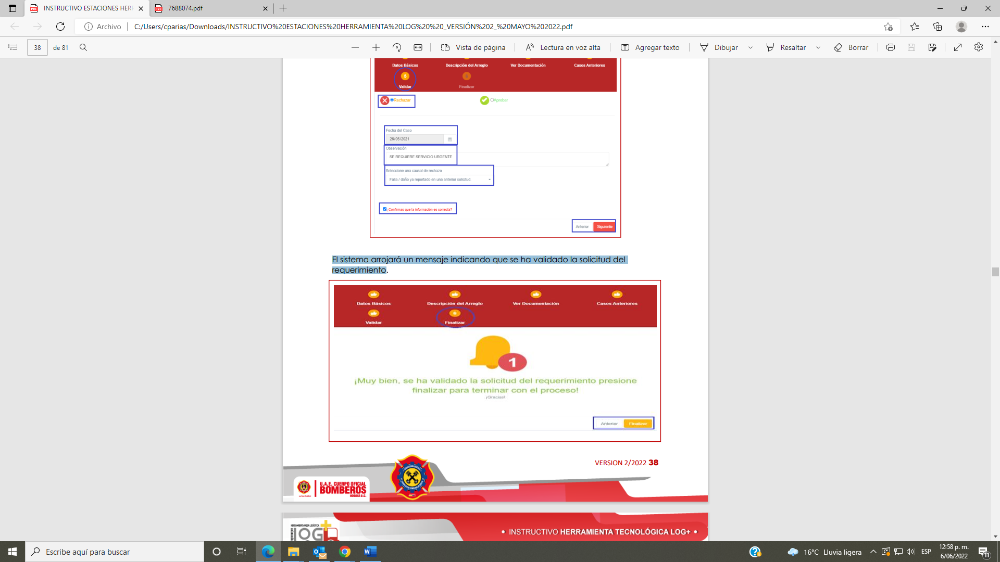 INSTRUCTIVO ESTACIONES HERR
7688074.pdf
Archivo
C:/Users/cparias/Downloads/INSTRUCTIVO%20ESTACIONES%20HERRAMIENTA%20LOG%20%20_VERSIÓN%202_%20MAYO%202022.pdf
38 de 81
Vista de página
Lectura en voz alta
Agregar texto
Dibujar
Resaltar
Borrar
Datos Básicos
Descripción del Arreglo
Ver Documentación
Casos Anteriores
5
Validar
Finalizar
Rechazar
Aprobar
Fecha del Caso
26/05/2021
Observación
SE REQUIERE SERVICIO URGENTE
Seleccione una causal de rechazo
Falla / daño ya reportado en una anterior solicitud.
¿Confirmas que la información es correcta?
Anterior
Siguiente
El sistema arrojará un mensaje indicando que se ha validado la solicitud del
requerimiento.
Datos Básicos
Descripción del Arreglo
Ver Documentación
Casos Anteriores
6
Validar
Finalizar
1
¡Muy bien, se ha validado la solicitud del requerimiento presione
finalizar para terminar con el proceso!
¡Gracias!
Anterior
Finalizar
VERSION 2/2022 38
U.A.E. CUERPO OFICIAL
BOMBEROS
BOGOTÁ D.C.
HERRAMIENTA MESA LOGÍSTICA
LOG+
• INSTRUCTIVO HERRAMIENTA TECNOLÓGICA LOG+ •
Escribe aquí para buscar
16°C Lluvia ligera
ESP
12:58 p. m.
6/06/2022
11